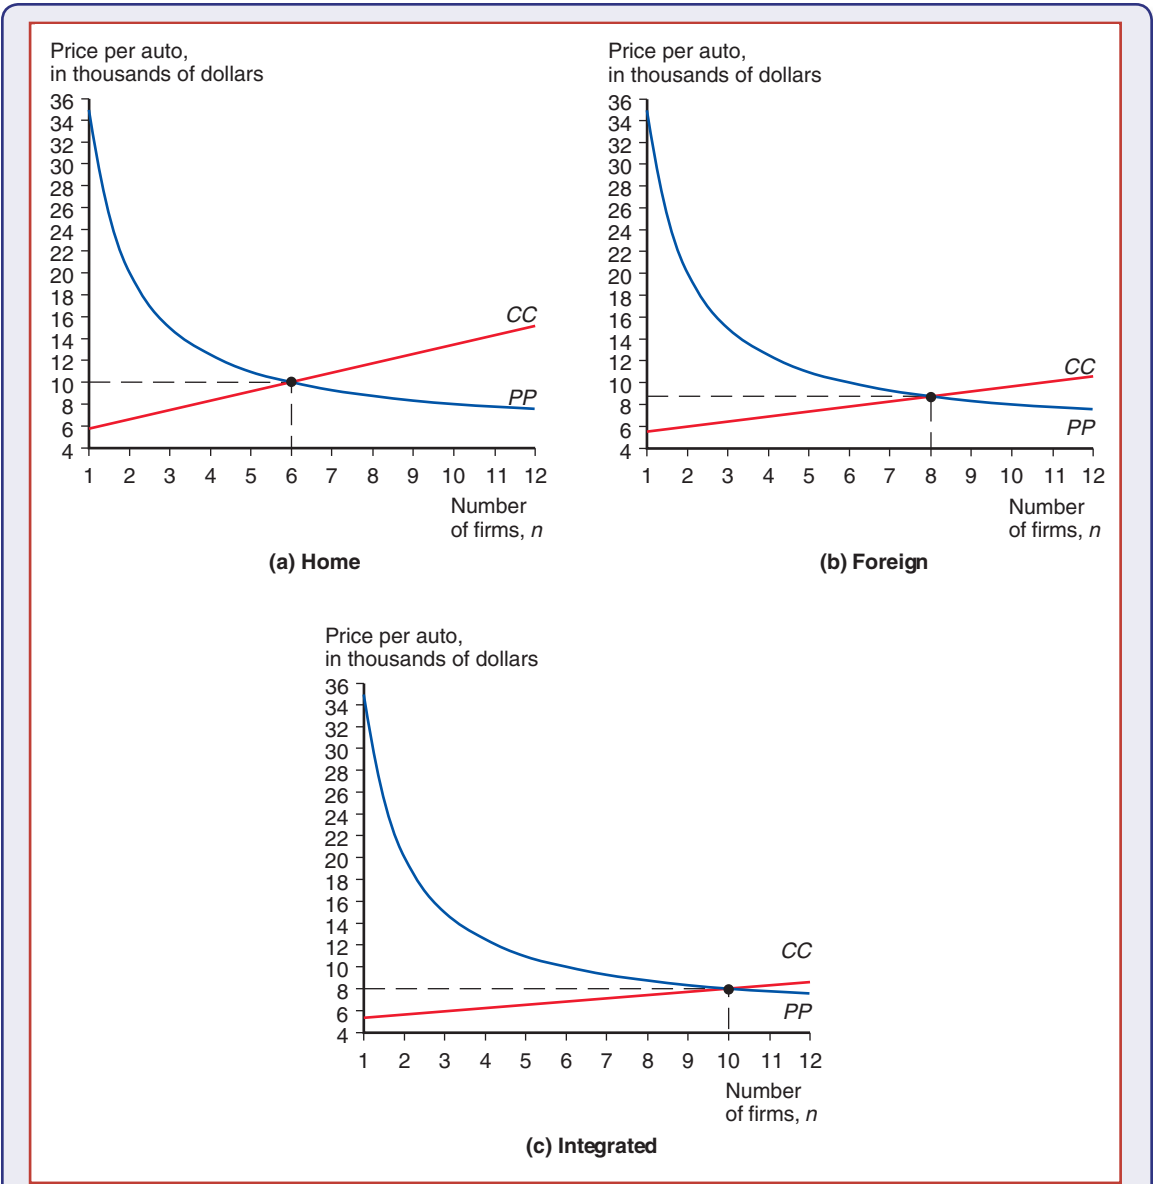 Price per auto,
in thousands of dollars
36
34
32
30
28
26
24
22
20
18
16
14
12
10
8
6
4
CC
PP
1 2 3 4 5 6 7 8 9 10 11 12
Number
of firms, n
(a) Home
Price per auto,
in thousands of dollars
36
34
32
30
28
26
24
22
20
18
16
14
12
10
8
6
4
CC
PP
1 2 3 4 5 6 7 8 9 10 11 12
Number
of firms, n
(b) Foreign
Price per auto,
in thousands of dollars
36
34
32
30
28
26
24
22
20
18
16
14
12
10
8
6
4
CC
PP
1 2 3 4 5 6 7 8 9 10 11 12
Number
of firms, n
(c) Integrated